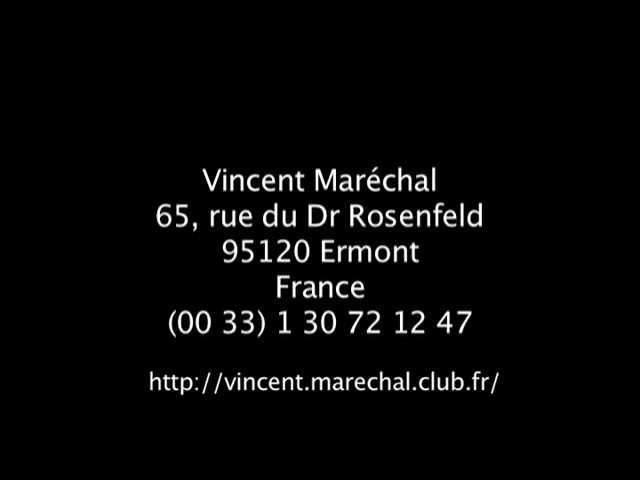 Vincent Maréchal
65, rue du Dr Rosenfeld
95120 Ermont
France
(00 33) 1 30 72 12 47
http://vincent.marechal.club.fr/